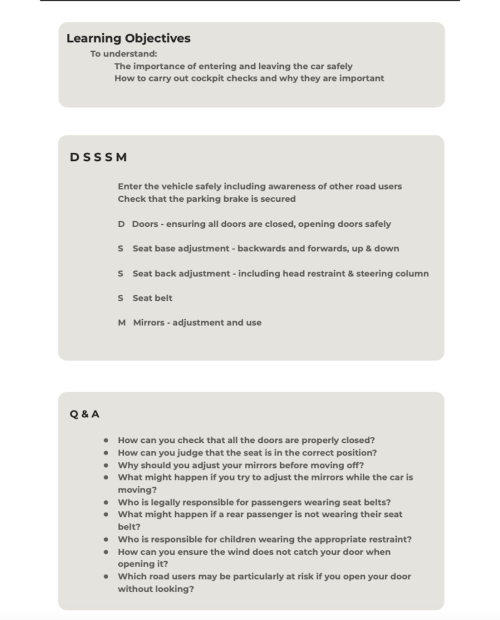 Learning Objectives
To understand:
The importance of entering and leaving the car safely
How to carry out cockpit checks and why they are important
D S S S M
Enter the vehicle safely including awareness of other road users
Check that the parking brake is secured
D Doors - ensuring all doors are closed, opening doors safely
S Seat base adjustment - backwards and forwards, up & down
S Seat back adjustment - including head restraint & steering column
S Seat belt
M Mirrors - adjustment and use
Q & A
● How can you check that all the doors are properly closed?
● How can you judge that the seat is in the correct position?
● Why should you adjust your mirrors before moving off?
● What might happen if you try to adjust the mirrors while the car is
moving?
● Who is legally responsible for passengers wearing seat belts?
● What might happen if a rear passenger is not wearing their seat
belt?
● Who is responsible for children wearing the appropriate restraint?
● How can you ensure the wind does not catch your door when
opening it?
● Which road users may be particularly at risk if you open your door
without looking?